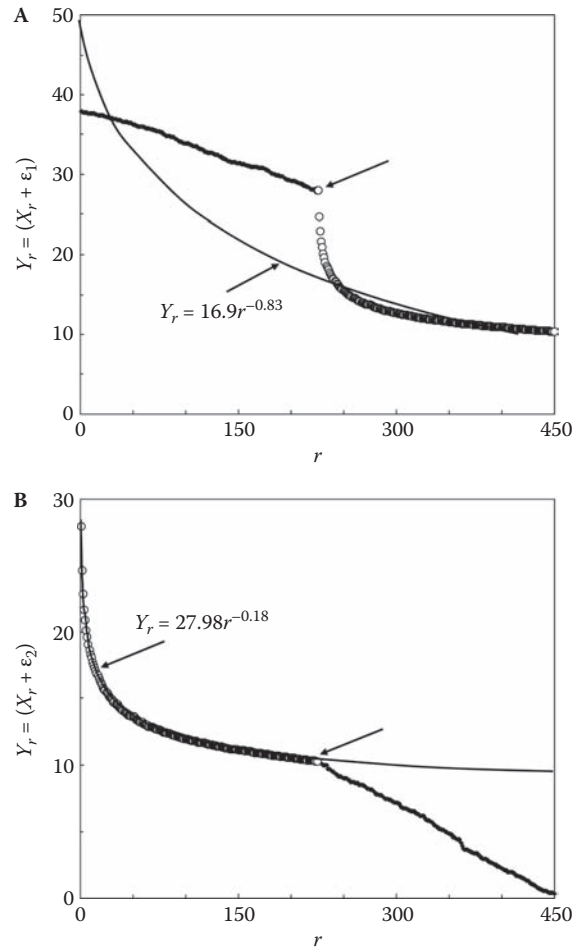 A
50
40
30
20
10
0
Y_r = (X_r + ε_1)
Y_r = 16.9r^{-0.83}
0
150
300
450
r
B
30
20
10
0
Y_r = (X_r + ε_2)
Y_r = 27.98r^{-0.18}
0
150
300
450
r